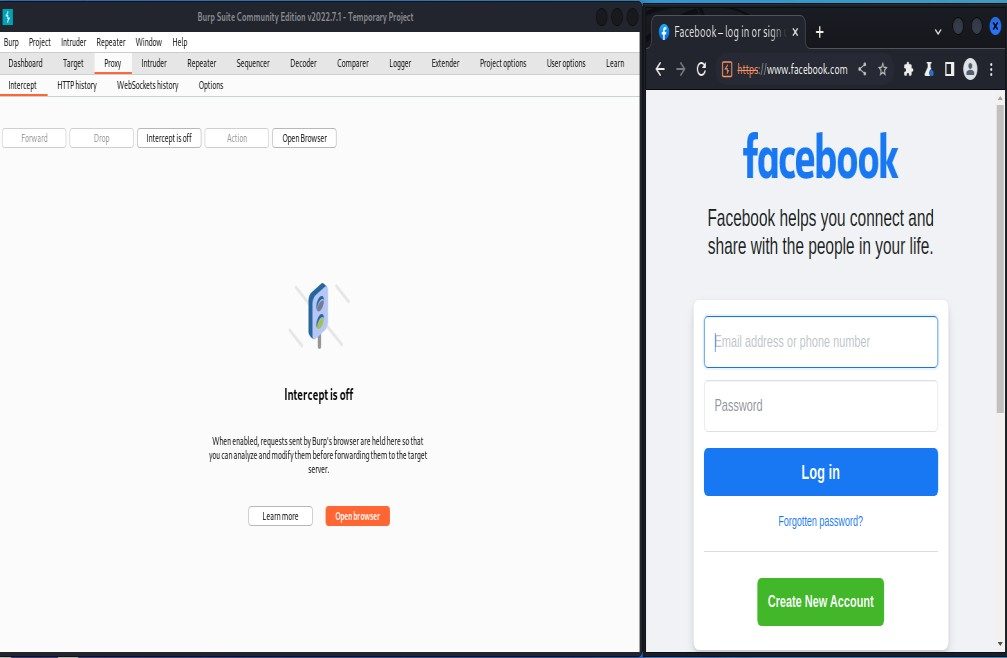 Burp Suite Community Edition v2022.7.1 - Temporary Project
Burp Project Intruder Repeater Window Help
Dashboard Target Proxy Intruder Repeater Sequencer Decoder Comparer Logger Extender Project options User options Learn
Intercept HTTP history WebSockets history Options
Forward Drop Intercept is off Action Open Browser
Intercept is off
When enabled, requests sent by Burp's browser are held here so that
you can analyze and modify them before forwarding them to the target
server.
Learn more Open browser
Facebook – log in or sign
https://www.facebook.com
facebook
Facebook helps you connect and
share with the people in your life.
Email address or phone number
Password
Log in
Forgotten password?
Create New Account